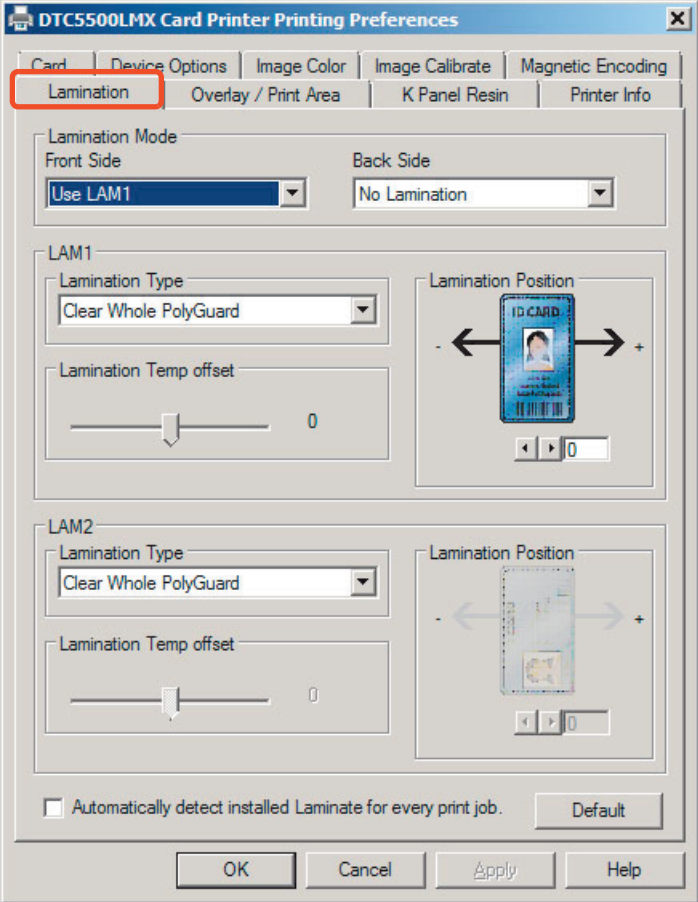 DTC5500LMX Card Printer Printing Preferences
Card Device Options Image Color Image Calibrate Magnetic Encoding
Lamination Overlay / Print Area K Panel Resin Printer Info
Lamination Mode
Front Side Back Side
Use LAM1 No Lamination
LAM1
Lamination Type Lamination Position
Clear Whole PolyGuard
ID CARD
- +
Lamination Temp offset
0
0
LAM2
Lamination Type Lamination Position
Clear Whole PolyGuard
- +
Lamination Temp offset
0
0
Automatically detect installed Laminate for every print job. Default
OK Cancel Apply Help